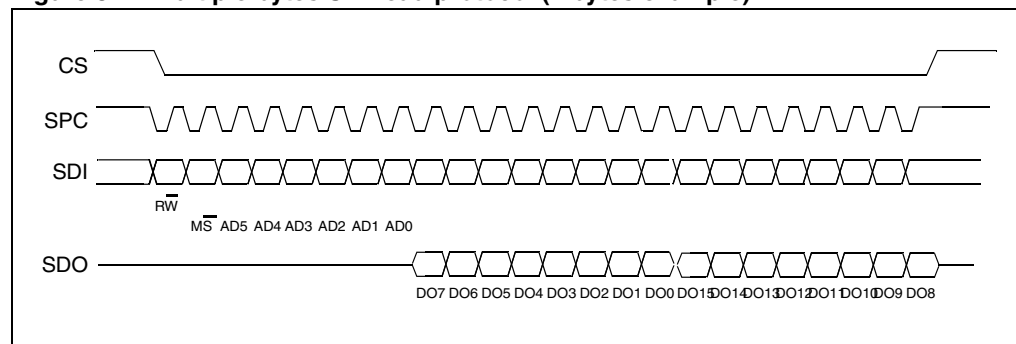 CS
SPC
SDI
RW
MS AD5 AD4 AD3 AD2 AD1 AD0
SDO
DO7 DO6 DO5 DO4 DO3 DO2 DO1 DO0 DO15 DO14 DO13 DO12 DO11 DO10 DO9 DO8